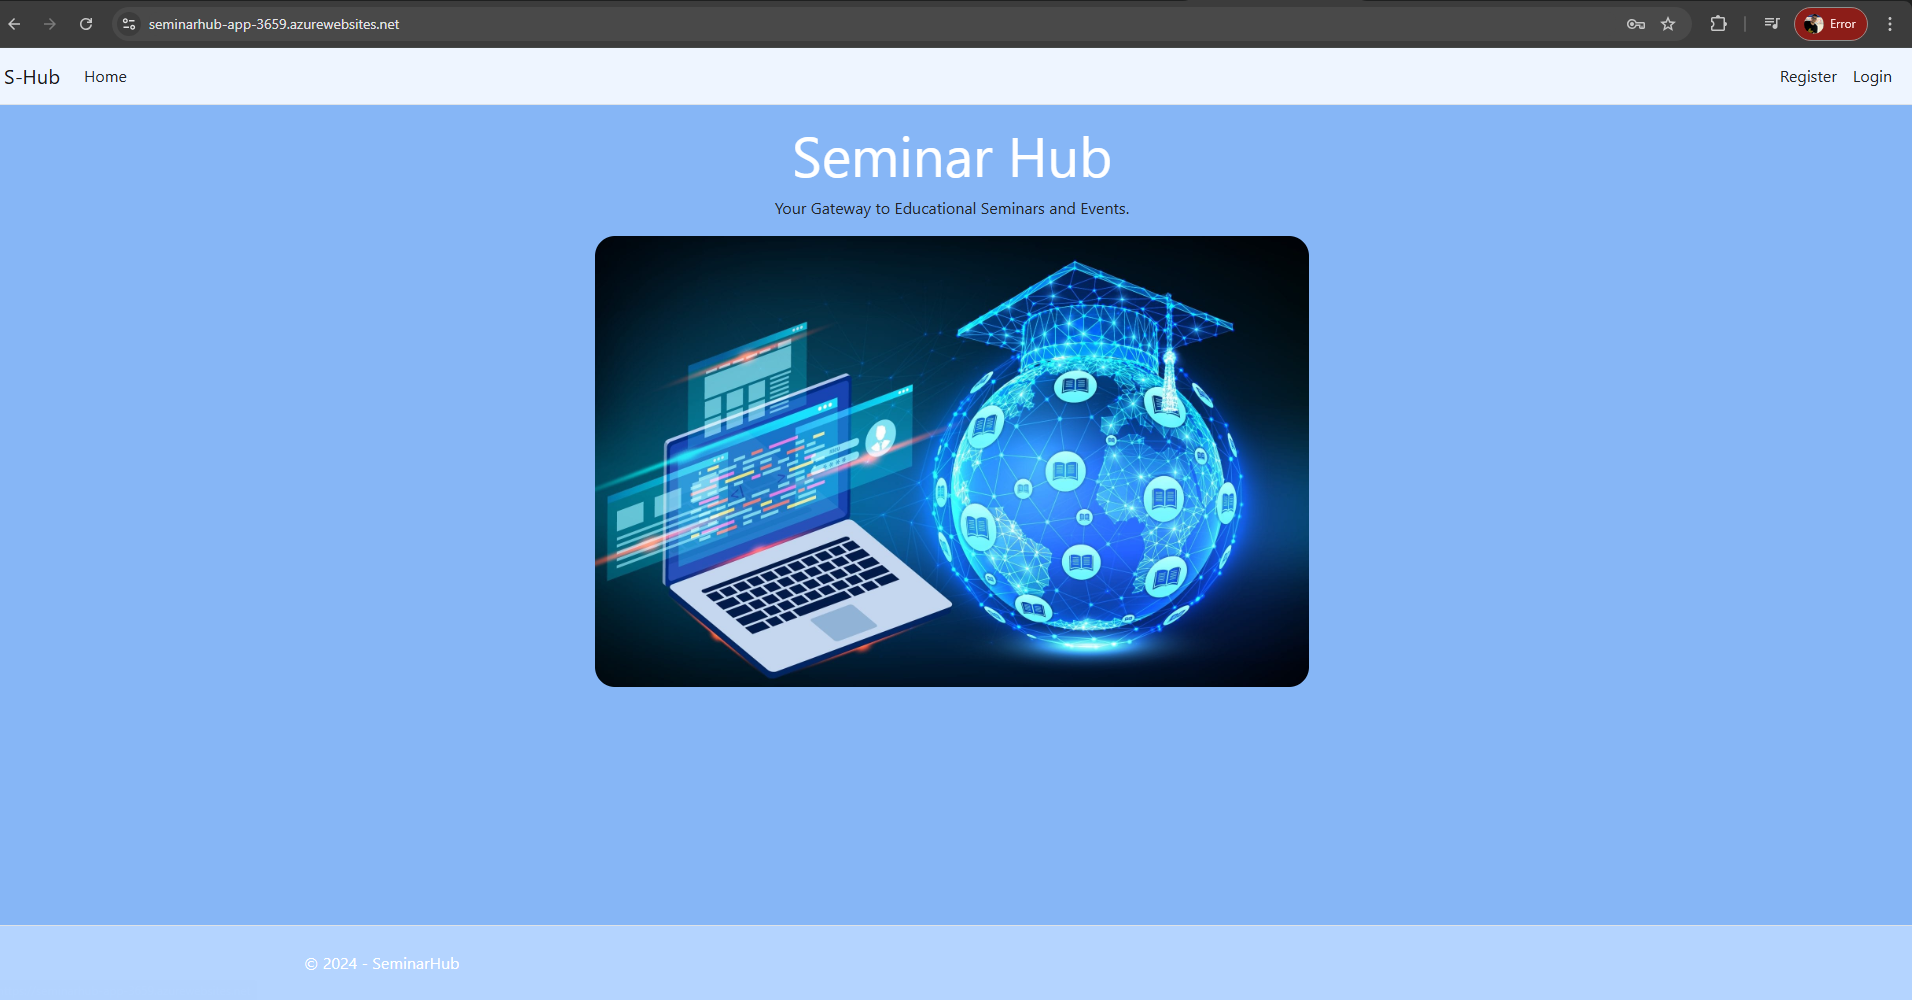 seminarhub-app-3659.azurewebsites.net
Error
S-Hub Home Register Login
Seminar Hub
Your Gateway to Educational Seminars and Events.
© 2024 - SeminarHub